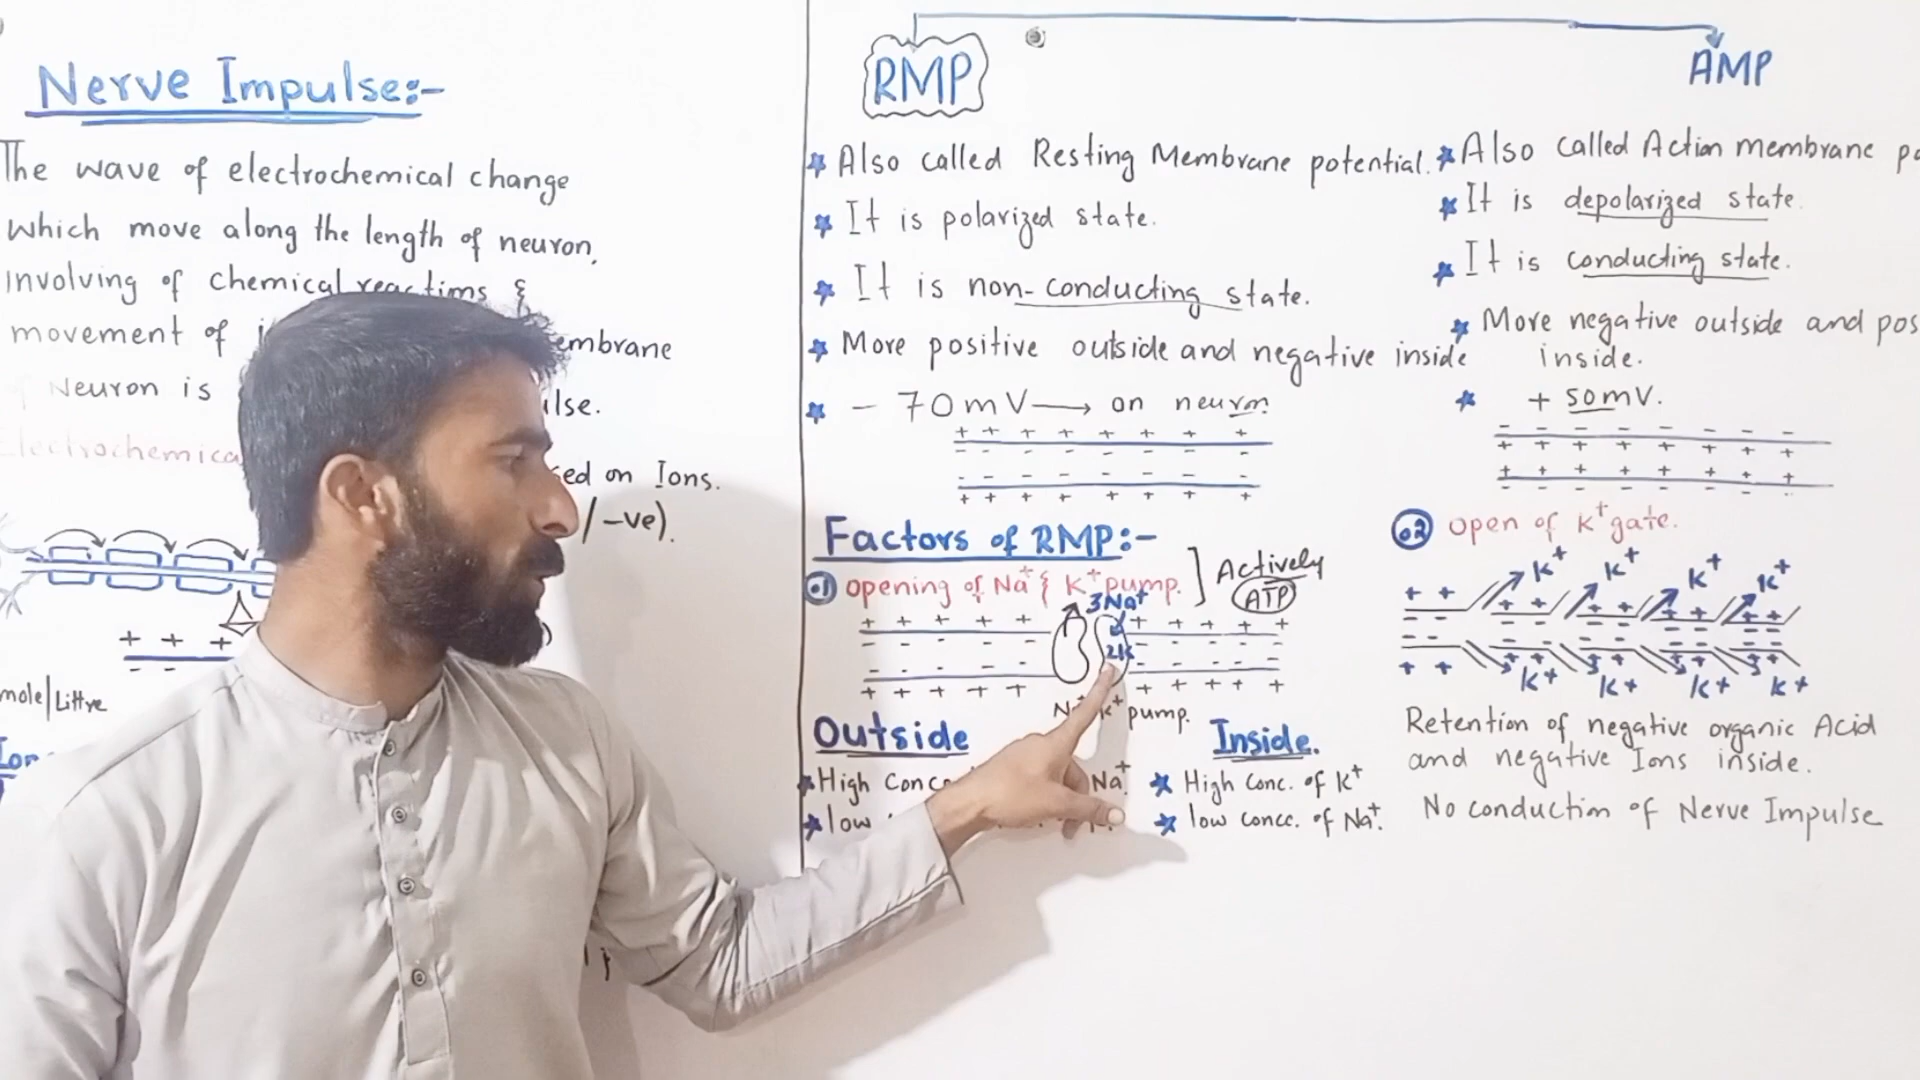 Nerve Impulse:-
The wave of electrochemical change
which move along the length of neuron,
involving of chemical reactions &
movement of
embrane
Neuron is
ulse.
Electrochemica
ed on Ions.
/ -ve).
+ + +
- -
mole/Littre
Ion
RMP
* Also called Resting Membrane potential.
* It is polarized state.
* It is non-conducting state.
* More positive outside and negative inside
* - 70mV → on neuron
+ + + + + + + +
- - - - - - -
- - - - - - -
+ + + + + + + +
Factors of RMP:-
01 opening of Na+ & K+ pump. ] Actively
ATP
3Na+
+ + + + + + + + +
2K
+ + + + + + + + +
K+ pump.
Outside
* High Conc Na+
* low
Inside.
* High Conc. of K+
* low conc. of Na+.
AMP
* Also called Action membrane po
* It is depolarized state.
* It is conducting state.
* More negative outside and pos
inside.
* + 50mV.
- - - - - - - -
+ + + + + + + +
+ + + + + + + +
- - - - - - - -
02 open of K+ gate.
K+ K+ K+ K+
+ +
- -
- -
+ +
K+ K+ K+ K+
Retention of negative organic Acid
and negative Ions inside.
No conduction of Nerve Impulse